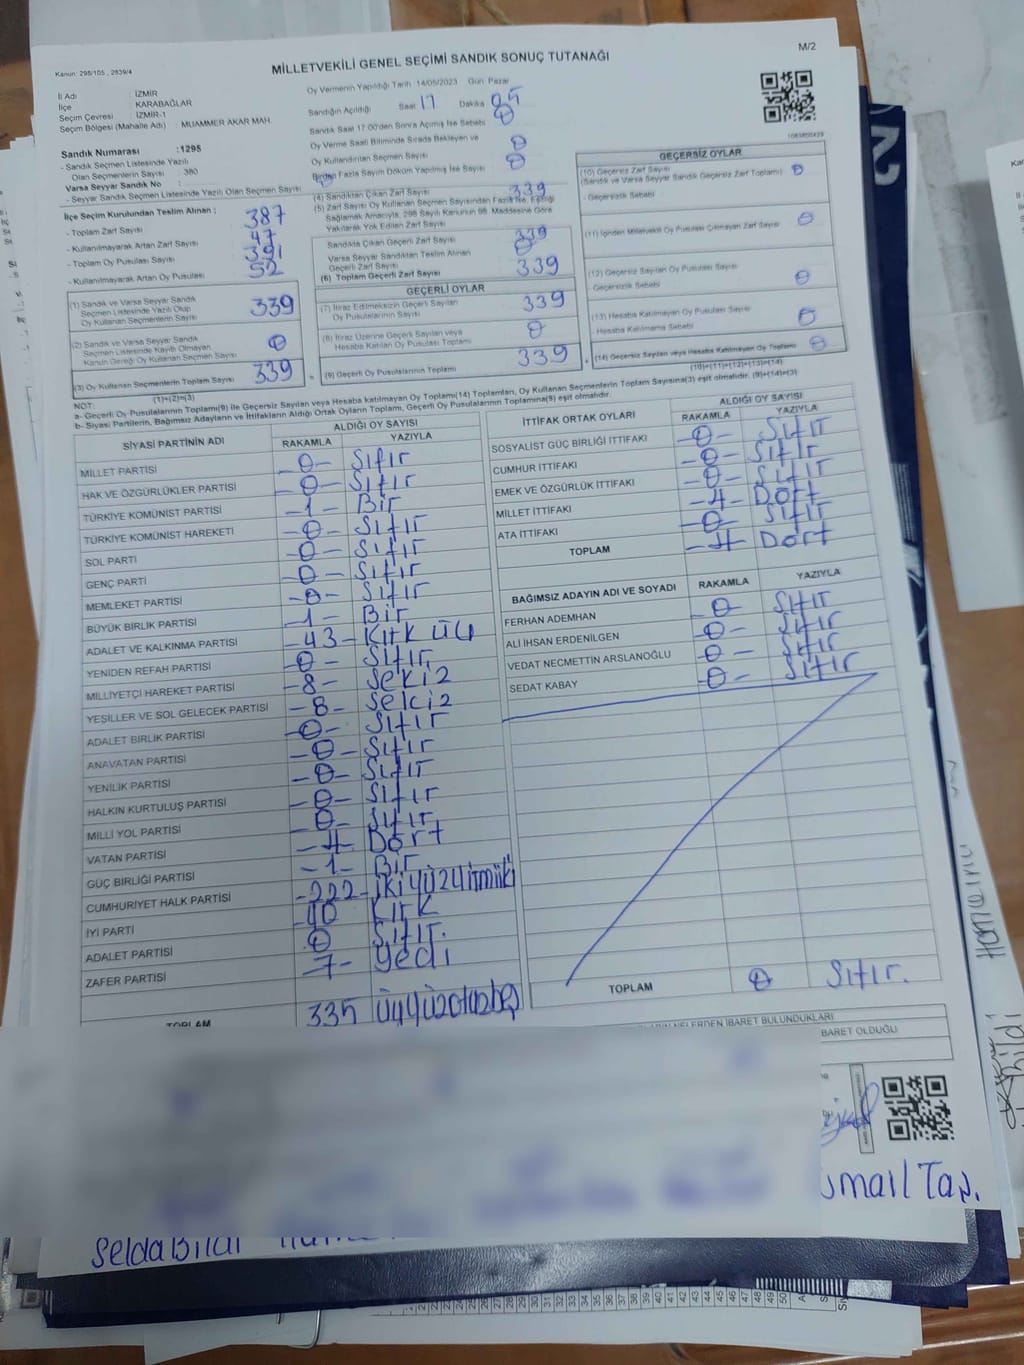 Kanun: 298/105 , 2839/4
MİLLETVEKİLİ GENEL SEÇİMİ SANDIK SONUÇ TUTANAĞI
M/2
İl Adı : İZMİR
İlçe : KARABAĞLAR
Seçim Çevresi : İZMİR-1
Seçim Bölgesi (Mahalle Adı) : MUAMMER AKAR MAH.
Sandık Numarası : 1295
- Sandık Seçmen Listesinde Yazılı
Olan Seçmenlerin Sayısı : 380
Varsa Seyyar Sandık No :
- Seyyar Sandık Seçmen Listesinde Yazılı Olan Seçmen Sayısı 0
Oy Vermenin Yapıldığı Tarih : 14/05/2023 Gün: Pazar
Sandığın Açıldığı Saat 17 Dakika 05
Sandık Saat 17:00'den Sonra Açılmış İse Sebebi 0
Oy Verme Saati Bitiminde Sırada Bekleyen ve
Oy Kullandırılan Seçmen Sayısı 0
Birden Fazla Sayım Döküm Yapılmış İse Sayısı 0
İlçe Seçim Kurulundan Teslim Alınan :
- Toplam Zarf Sayısı 387
- Kullanılmayarak Artan Zarf Sayısı 47
- Toplam Oy Pusulası Sayısı 391
- Kullanılmayarak Artan Oy Pusulası 52
(1) Sandık ve Varsa Seyyar Sandık
Seçmen Listesinde Yazılı Olup
Oy Kullanan Seçmenlerin Sayısı 339
(2) Sandık ve Varsa Seyyar Sandık
Seçmen Listesinde Kayıtlı Olmayan
Kanun Gereği Oy Kullanan Seçmen Sayısı 0
(3) Oy Kullanan Seçmenlerin Toplam Sayısı 339
(1)+(2)=(3)
(4) Sandıktan Çıkan Zarf Sayısı 339
(5) Zarf Sayısı Oy Kullanan Seçmen Sayısından Fazla İse, Eşitliği
Sağlamak Amacıyla, 298 Sayılı Kanunun 98. Maddesine Göre
Yakılarak Yok Edilen Zarf Sayısı
Sandıkta Çıkan Geçerli Zarf Sayısı 339
Varsa Seyyar Sandıktan Teslim Alınan
Geçerli Zarf Sayısı 0
(6) Toplam Geçerli Zarf Sayısı 339
GEÇERLİ OYLAR
(7) İtiraz Edilmeksizin Geçerli Sayılan
Oy Pusulalarının Sayısı 339
(8) İtiraz Üzerine Geçerli Sayılan veya
Hesaba Katılan Oy Pusulası Toplamı 0
(9) Geçerli Oy Pusulalarının Toplamı 339
GEÇERSİZ OYLAR
(10) Geçersiz Zarf Sayısı
(Sandık ve Varsa Seyyar Sandık Geçersiz Zarf Toplamı) 0
- Geçersizlik Sebebi
(11) İçinden Milletvekili Oy Pusulası Çıkmayan Zarf Sayısı 0
(12) Geçersiz Sayılan Oy Pusulası Sayısı
Geçersizlik Sebebi 0
(13) Hesaba Katılmayan Oy Pusulası Sayısı
Hesaba Katılmama Sebebi 0
(14) Geçersiz Sayılan veya Hesaba Katılmayan Oy Toplamı 0
(10)+(11)+(12)+(13)=(14)
NOT:
a- Geçerli Oy Pusulalarının Toplamı(9) ile Geçersiz Sayılan veya Hesaba katılmayan Oy Toplamı(14) Toplamları, Oy Kullanan Seçmenlerin Toplam Sayısına(3) eşit olmalıdır. (9)+(14)=(3)
b- Siyasi Partilerin, Bağımsız Adayların ve İttifakların Aldığı Ortak Oyların Toplamı, Geçerli Oy Pusulalarının Toplamına(9) eşit olmalıdır.
SİYASİ PARTİNİN ADI ALDIĞI OY SAYISI
RAKAMLA YAZIYLA
MİLLET PARTİSİ -0- Sıfır
HAK VE ÖZGÜRLÜKLER PARTİSİ -0- Sıfır
TÜRKİYE KOMÜNİST PARTİSİ -1- Bir
TÜRKİYE KOMÜNİST HAREKETİ -0- Sıfır
SOL PARTİ -0- Sıfır
GENÇ PARTİ -0- Sıfır
MEMLEKET PARTİSİ -0- Sıfır
BÜYÜK BİRLİK PARTİSİ -1- Bir
ADALET VE KALKINMA PARTİSİ -43- Kırk üç
YENİDEN REFAH PARTİSİ -0- Sıfır
MİLLİYETÇİ HAREKET PARTİSİ -8- Sekiz
YEŞİLLER VE SOL GELECEK PARTİSİ -8- Sekiz
ADALET BİRLİK PARTİSİ -0- Sıfır
ANAVATAN PARTİSİ -0- Sıfır
YENİLİK PARTİSİ -0- Sıfır
HALKIN KURTULUŞ PARTİSİ -0- Sıfır
MİLLİ YOL PARTİSİ -0- Sıfır
VATAN PARTİSİ -4- Dört
GÜÇ BİRLİĞİ PARTİSİ -1- Bir
CUMHURİYET HALK PARTİSİ -222- ikiyüzyirmiiki
İYİ PARTİ 40 Kırk
ADALET PARTİSİ 0 Sıfır.
ZAFER PARTİSİ -7- Yedi
TOPLAM 335 üçyüzotuzbeş
İTTİFAK ORTAK OYLARI ALDIĞI OY SAYISI
RAKAMLA YAZIYLA
SOSYALİST GÜÇ BİRLİĞİ İTTİFAKI -0- Sıfır
CUMHUR İTTİFAKI -0- Sıfır
EMEK VE ÖZGÜRLÜK İTTİFAKI -0- Sıfır
MİLLET İTTİFAKI -4- Dört
ATA İTTİFAKI -0- Sıfır
TOPLAM -4- Dört
BAĞIMSIZ ADAYIN ADI VE SOYADI RAKAMLA YAZIYLA
FERHAN ADEMHAN -0- Sıfır
ALİ İHSAN ERDENİLGEN -0- Sıfır
VEDAT NECMETTİN ARSLANOĞLU -0- Sıfır
SEDAT KABAY -0- Sıfır
TOPLAM 0 Sıfır.
NELERDEN İBARET BULUNDUKLARI
BARET OLDUĞU
İsmail Taş.
Selda Bildi